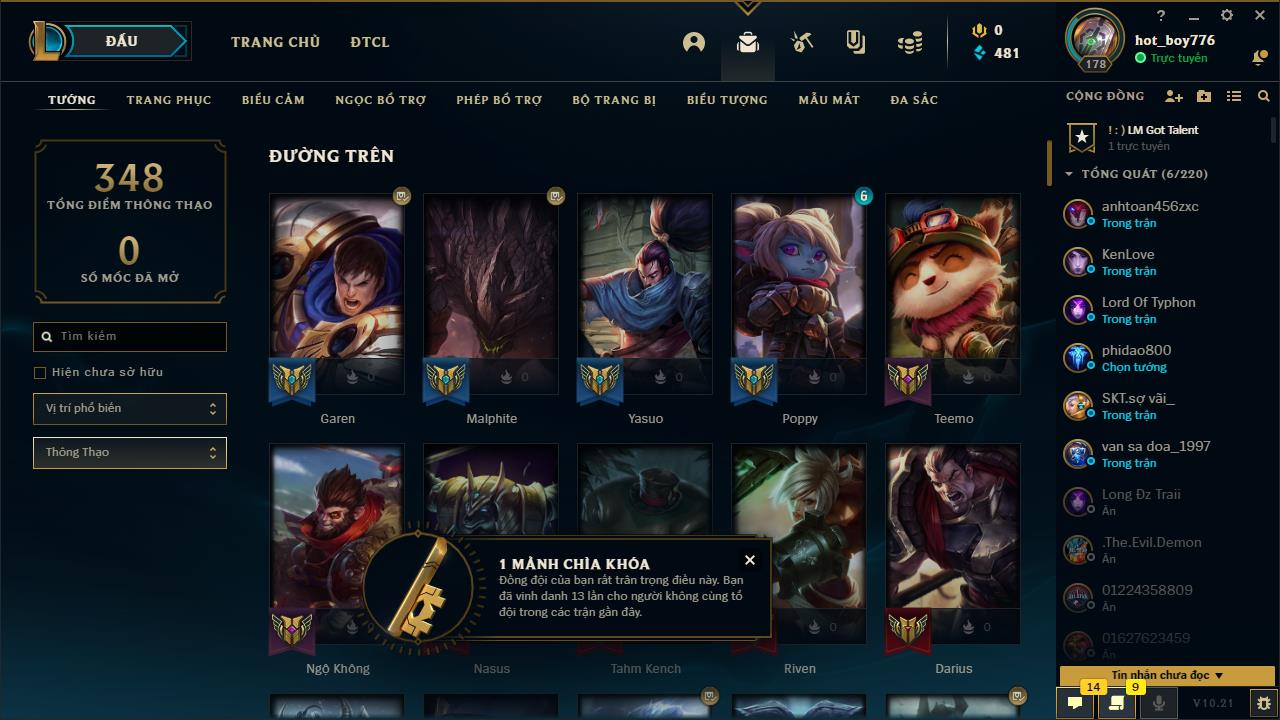 ĐẤU
TRANG CHỦ
ĐTCL
0
481
hot_boy776
Trực tuyến
178
TƯỚNG
TRANG PHỤC
BIỂU CẢM
NGỌC BỔ TRỢ
PHÉP BỔ TRỢ
BỘ TRANG BỊ
BIỂU TƯỢNG
MẪU MẮT
ĐA SẮC
348
TỔNG ĐIỂM THÔNG THẠO
0
SỐ MỐC ĐÃ MỞ
Tìm kiếm
Hiện chưa sở hữu
Vị trí phổ biến
Thông Thạo
ĐƯỜNG TRÊN
6
0
0
0
0
0
Garen
Malphite
Yasuo
Poppy
Teemo
0
0
Ngộ Không
Nasus
Tahm Kench
Riven
Darius
1 MẢNH CHÌA KHÓA
Đồng đội của bạn rất trân trọng điều này. Bạn
đã vinh danh 13 lần cho người không cùng tổ
đội trong các trận gần đây.
CỘNG ĐỒNG
! : ) LM Got Talent
1 trực tuyến
TỔNG QUÁT (6/220)
anhtoan456zxc
Trong trận
KenLove
Trong trận
Lord Of Typhon
Trong trận
phidao800
Chọn tướng
SKT.sợ vãi_
Trong trận
van sa doa_1997
Trong trận
Long Đz Traii
Ẩn
.The.Evil.Demon
Ẩn
01224358809
Ẩn
01627623459
Ẩn
Tin nhắn chưa đọc
14
9
V10.21